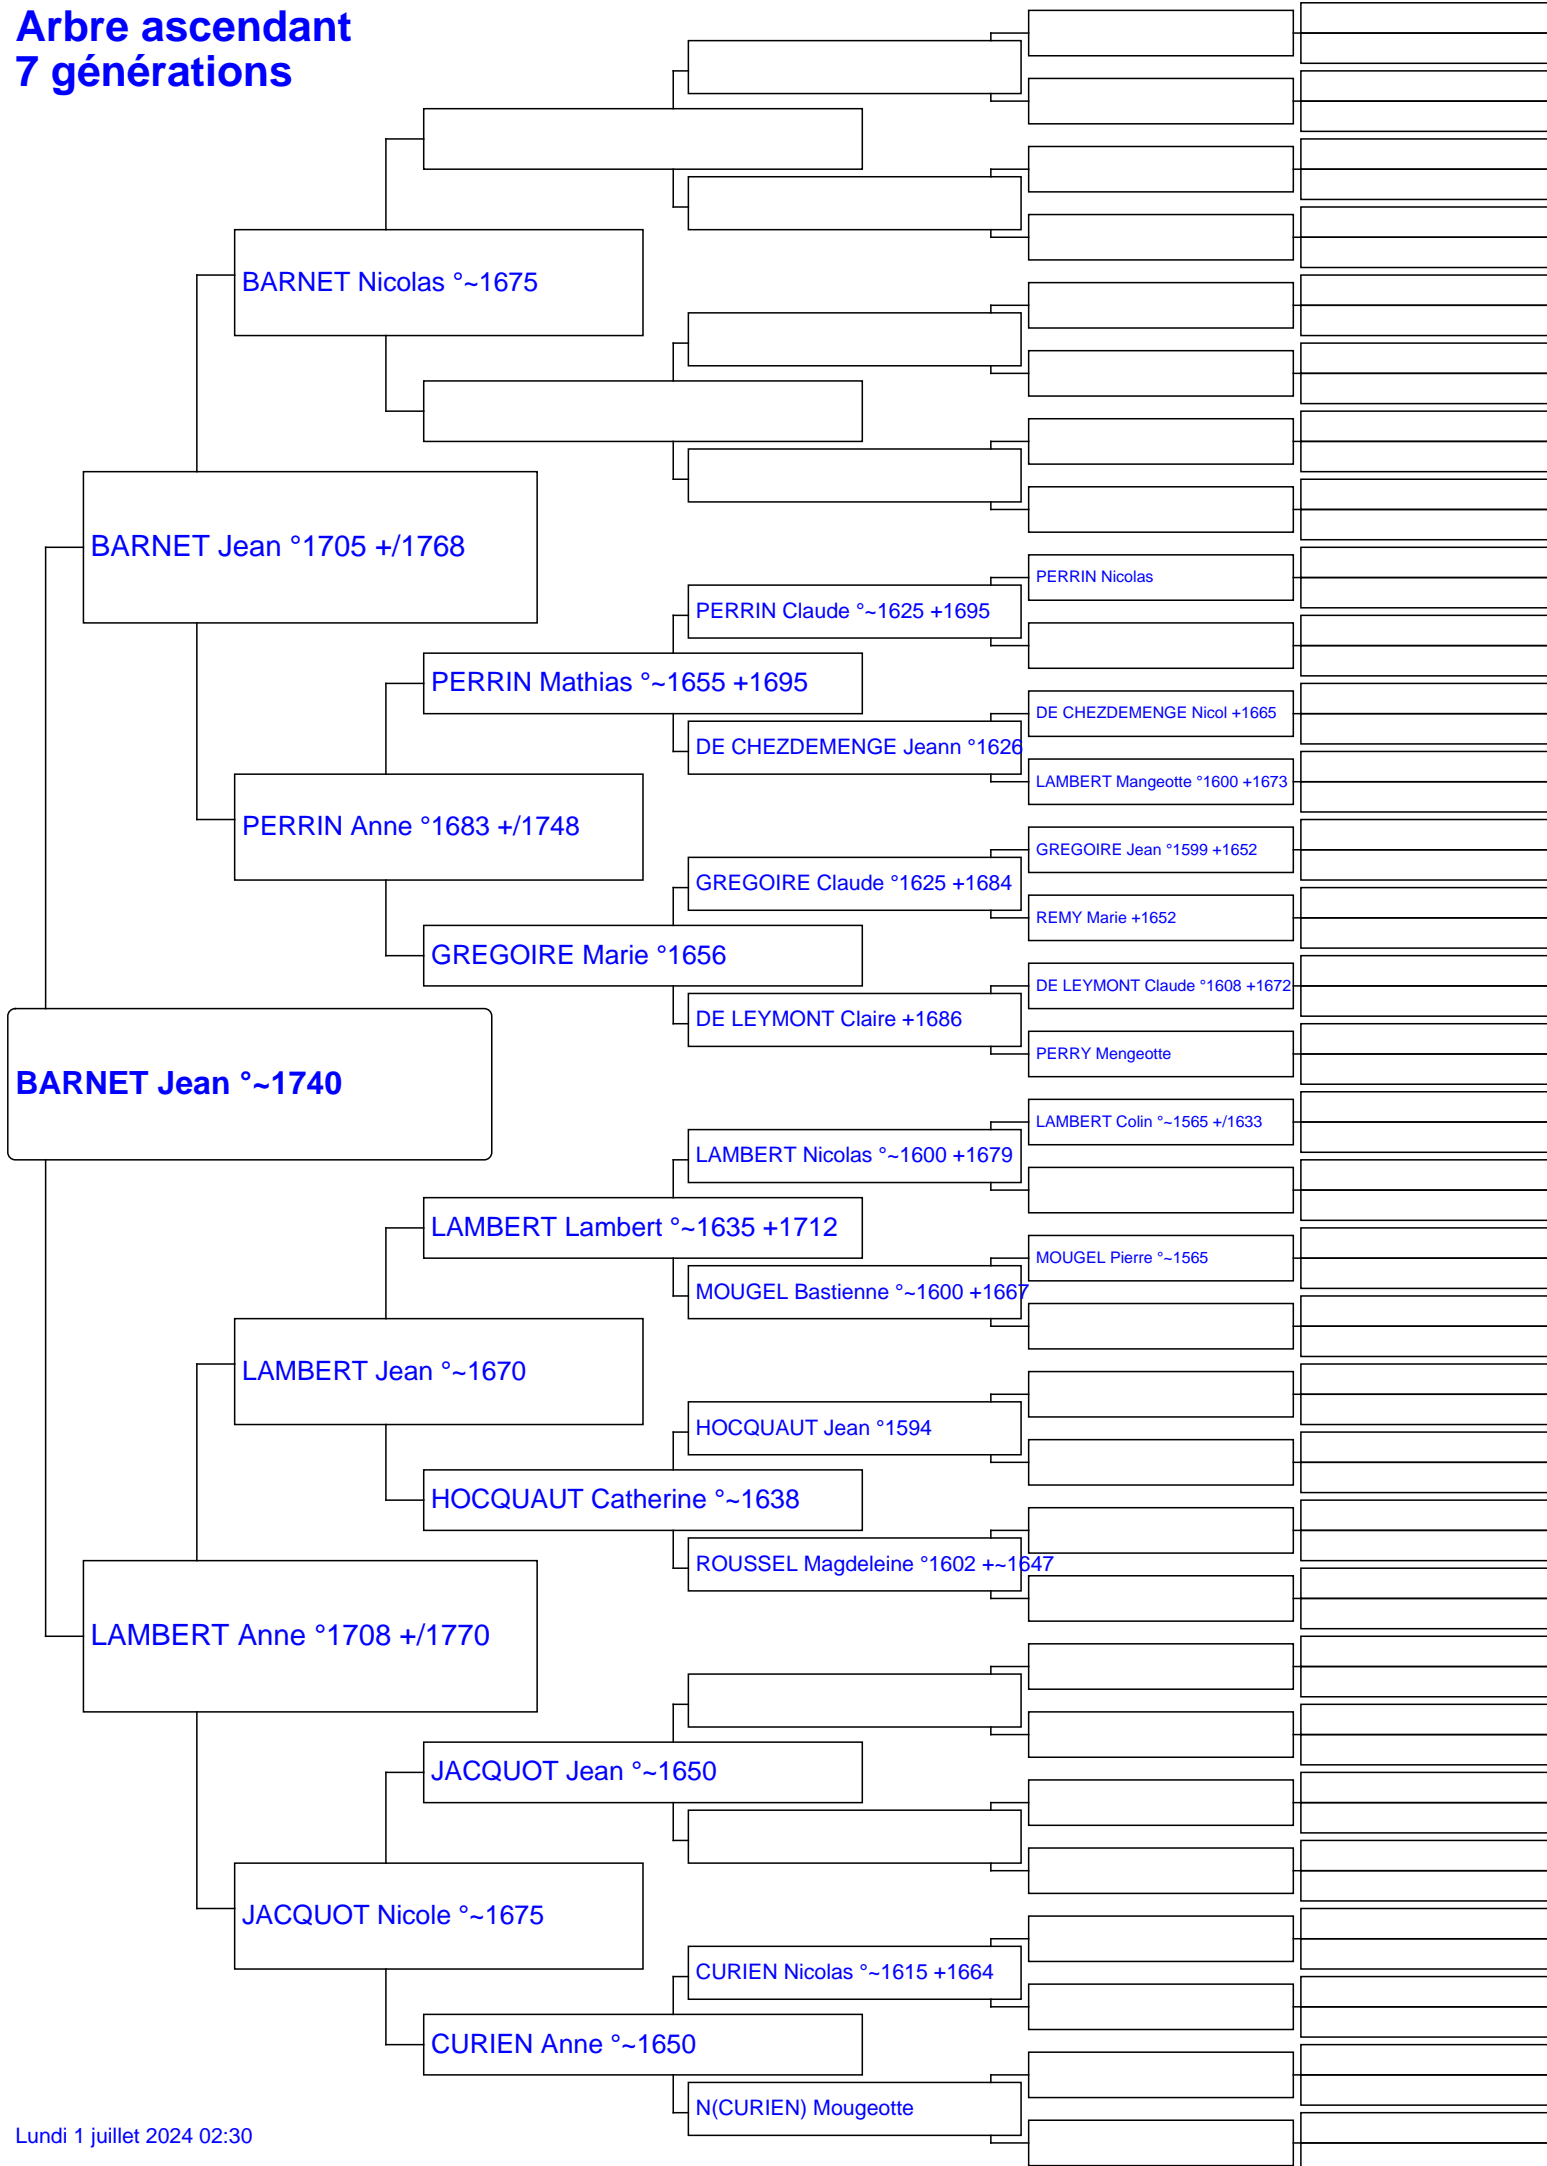 Arbre ascendant
7 générations
BARNET Nicolas °~1675
BARNET Jean °1705 +/1768
PERRIN Nicolas
PERRIN Claude °~1625 +1695
PERRIN Mathias °~1655 +1695
DE CHEZDEMENGE Nicol +1665
DE CHEZDEMENGE Jeann °1626
LAMBERT Mangeotte °1600 +1673
PERRIN Anne °1683 +/1748
GREGOIRE Jean °1599 +1652
GREGOIRE Claude °1625 +1684
REMY Marie +1652
GREGOIRE Marie °1656
DE LEYMONT Claude °1608 +1672
DE LEYMONT Claire +1686
PERRY Mengeotte
BARNET Jean °~1740
LAMBERT Colin °~1565 +/1633
LAMBERT Nicolas °~1600 +1679
LAMBERT Lambert °~1635 +1712
MOUGEL Pierre °~1565
MOUGEL Bastienne °~1600 +1667
LAMBERT Jean °~1670
HOCQUAUT Jean °1594
HOCQUAUT Catherine °~1638
ROUSSEL Magdeleine °1602 +~1647
LAMBERT Anne °1708 +/1770
JACQUOT Jean °~1650
JACQUOT Nicole °~1675
CURIEN Nicolas °~1615 +1664
CURIEN Anne °~1650
N(CURIEN) Mougeotte
Lundi 1 juillet 2024 02:30